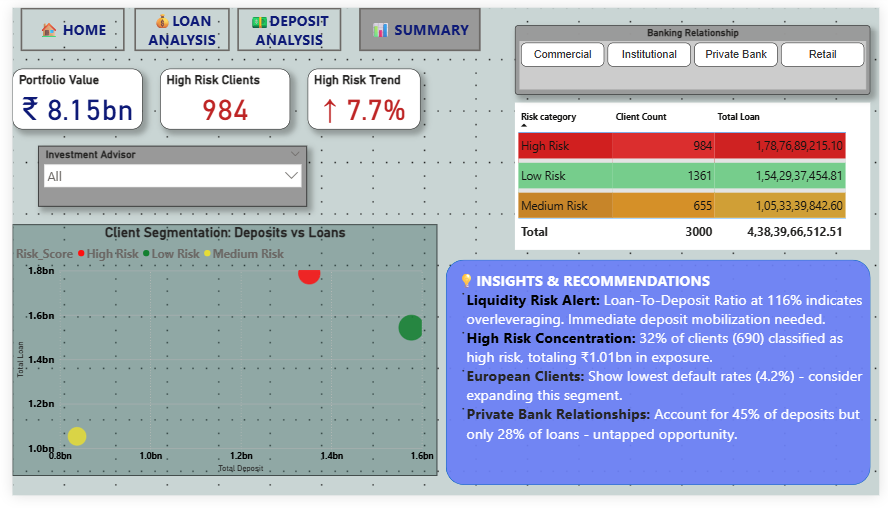 🏠 HOME
💰LOAN
ANALYSIS
💵DEPOSIT
ANALYSIS
📊 SUMMARY
Banking Relationship
Commercial
Institutional
Private Bank
Retail
Portfolio Value
₹ 8.15bn
High Risk Clients
984
High Risk Trend
↑ 7.7%
Investment Advisor
All
Risk category Client Count Total Loan
High Risk 984 1,78,76,89,215.10
Low Risk 1361 1,54,29,37,454.81
Medium Risk 655 1,05,33,39,842.60
Total 3000 4,38,39,66,512.51
Client Segmentation: Deposits vs Loans
Risk_Score High Risk Low Risk Medium Risk
1.8bn
1.6bn
1.4bn
1.2bn
1.0bn
Total Loan
0.8bn 1.0bn 1.2bn 1.4bn 1.6bn
Total Deposit
💡INSIGHTS & RECOMMENDATIONS
Liquidity Risk Alert: Loan-To-Deposit Ratio at 116% indicates
overleveraging. Immediate deposit mobilization needed.
High Risk Concentration: 32% of clients (690) classified as
high risk, totaling ₹1.01bn in exposure.
European Clients: Show lowest default rates (4.2%) - consider
expanding this segment.
Private Bank Relationships: Account for 45% of deposits but
only 28% of loans - untapped opportunity.